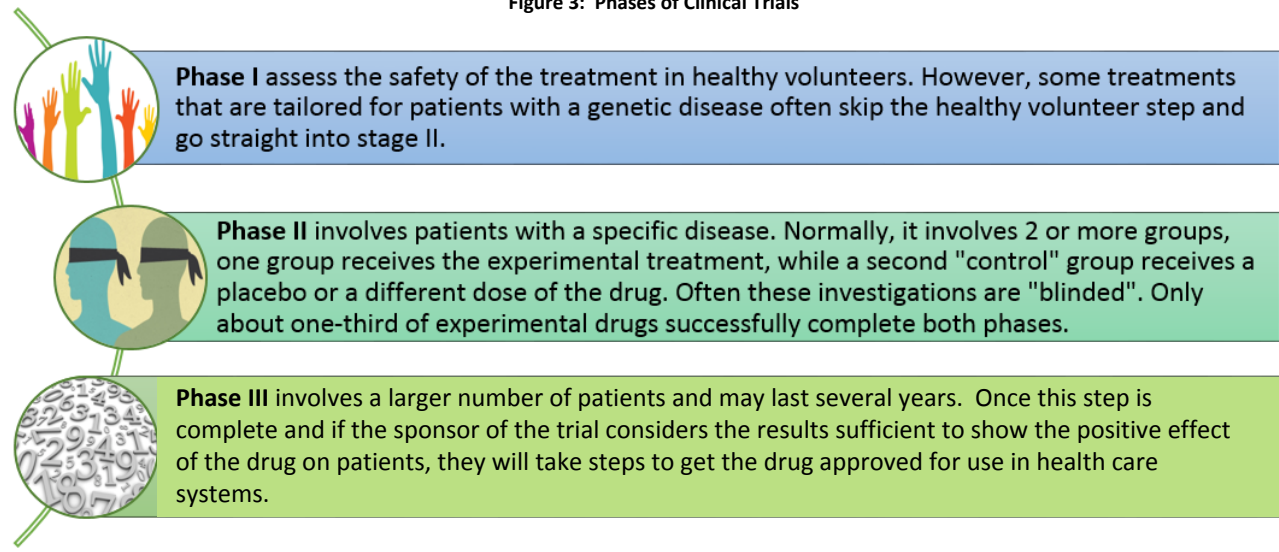 Figure 3: Phases of Clinical Trials
Phase I assess the safety of the treatment in healthy volunteers. However, some treatments
that are tailored for patients with a genetic disease often skip the healthy volunteer step and
go straight into stage II.
Phase II involves patients with a specific disease. Normally, it involves 2 or more groups,
one group receives the experimental treatment, while a second "control" group receives a
placebo or a different dose of the drug. Often these investigations are "blinded". Only
about one-third of experimental drugs successfully complete both phases.
Phase III involves a larger number of patients and may last several years. Once this step is
complete and if the sponsor of the trial considers the results sufficient to show the positive effect
of the drug on patients, they will take steps to get the drug approved for use in health care
systems.